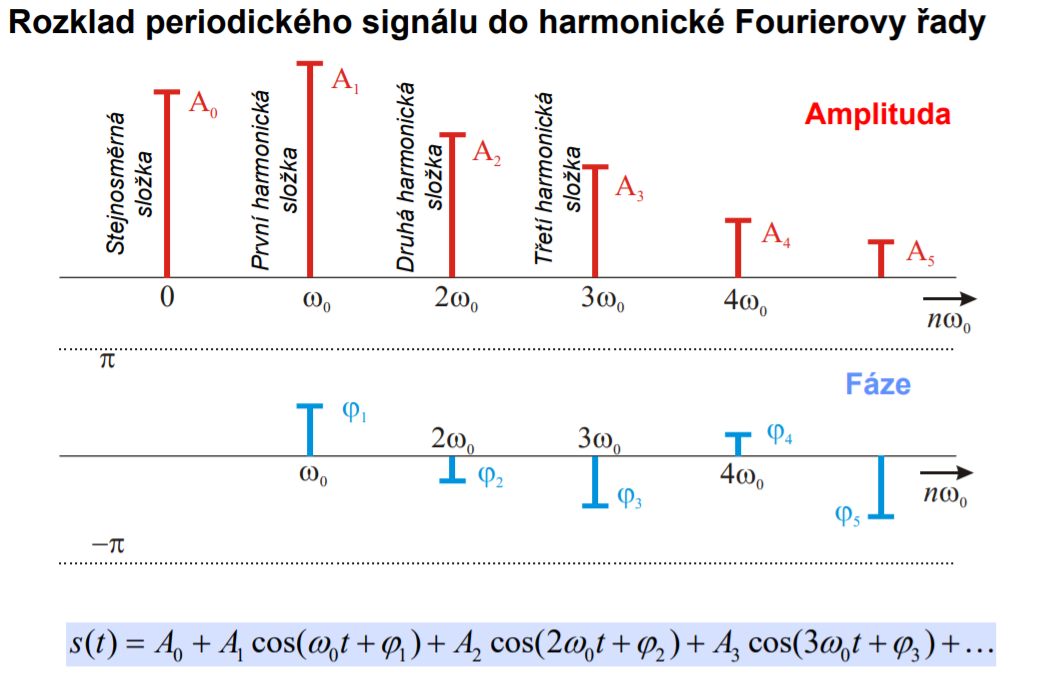 Rozklad periodického signálu do harmonické Fourierovy řady
Stejnosměrná
složka
A₀
První harmonická
složka
A₁
Druhá harmonická
složka
A₂
Třetí harmonická
složka
A₃
A₄
A₅
Amplituda
0
ω₀
2ω₀
3ω₀
4ω₀
nω₀
π
Fáze
φ₁
2ω₀
3ω₀
φ₄
ω₀
φ₂
φ₃
4ω₀
φ₅
nω₀
−π
s(t) = A₀ + A₁ cos(ω₀t + φ₁) + A₂ cos(2ω₀t + φ₂) + A₃ cos(3ω₀t + φ₃) + …